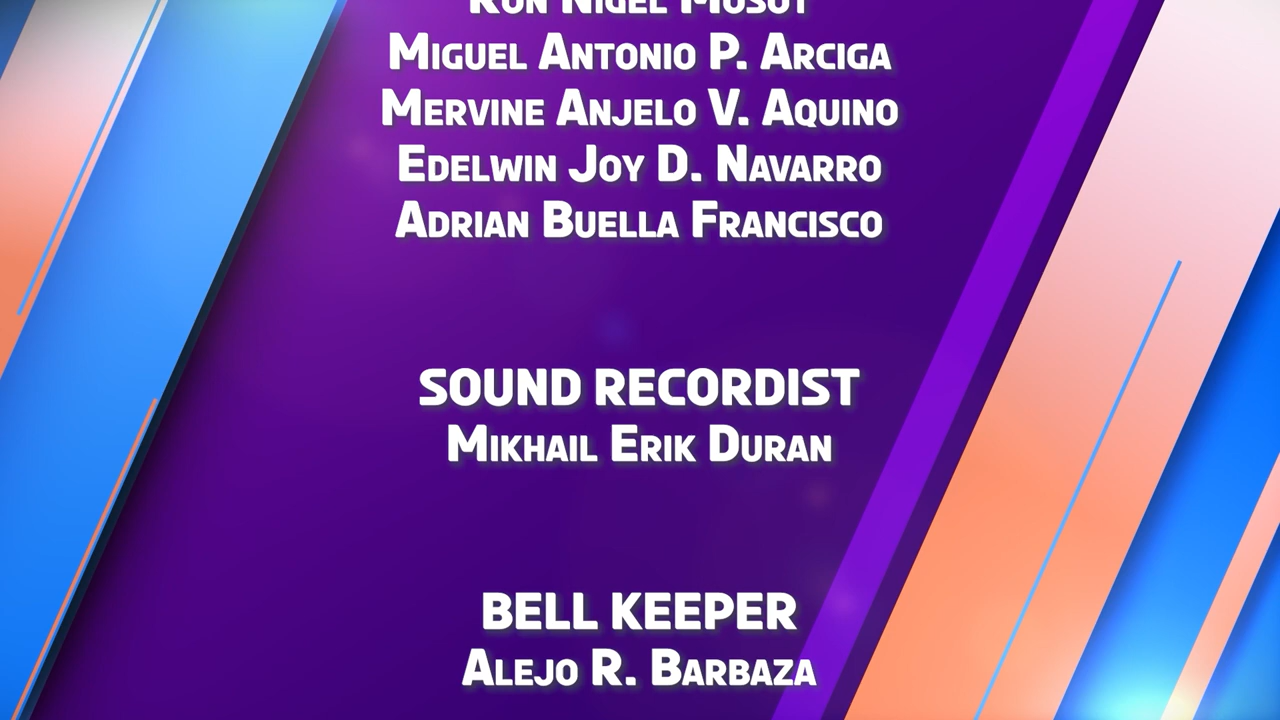 Miguel Antonio P. Arciga
Mervine Anjelo V. Aquino
Edelwin Joy D. Navarro
Adrian Buella Francisco
SOUND RECORDIST
Mikhail Erik Duran
BELL KEEPER
Alejo R. Barbaza